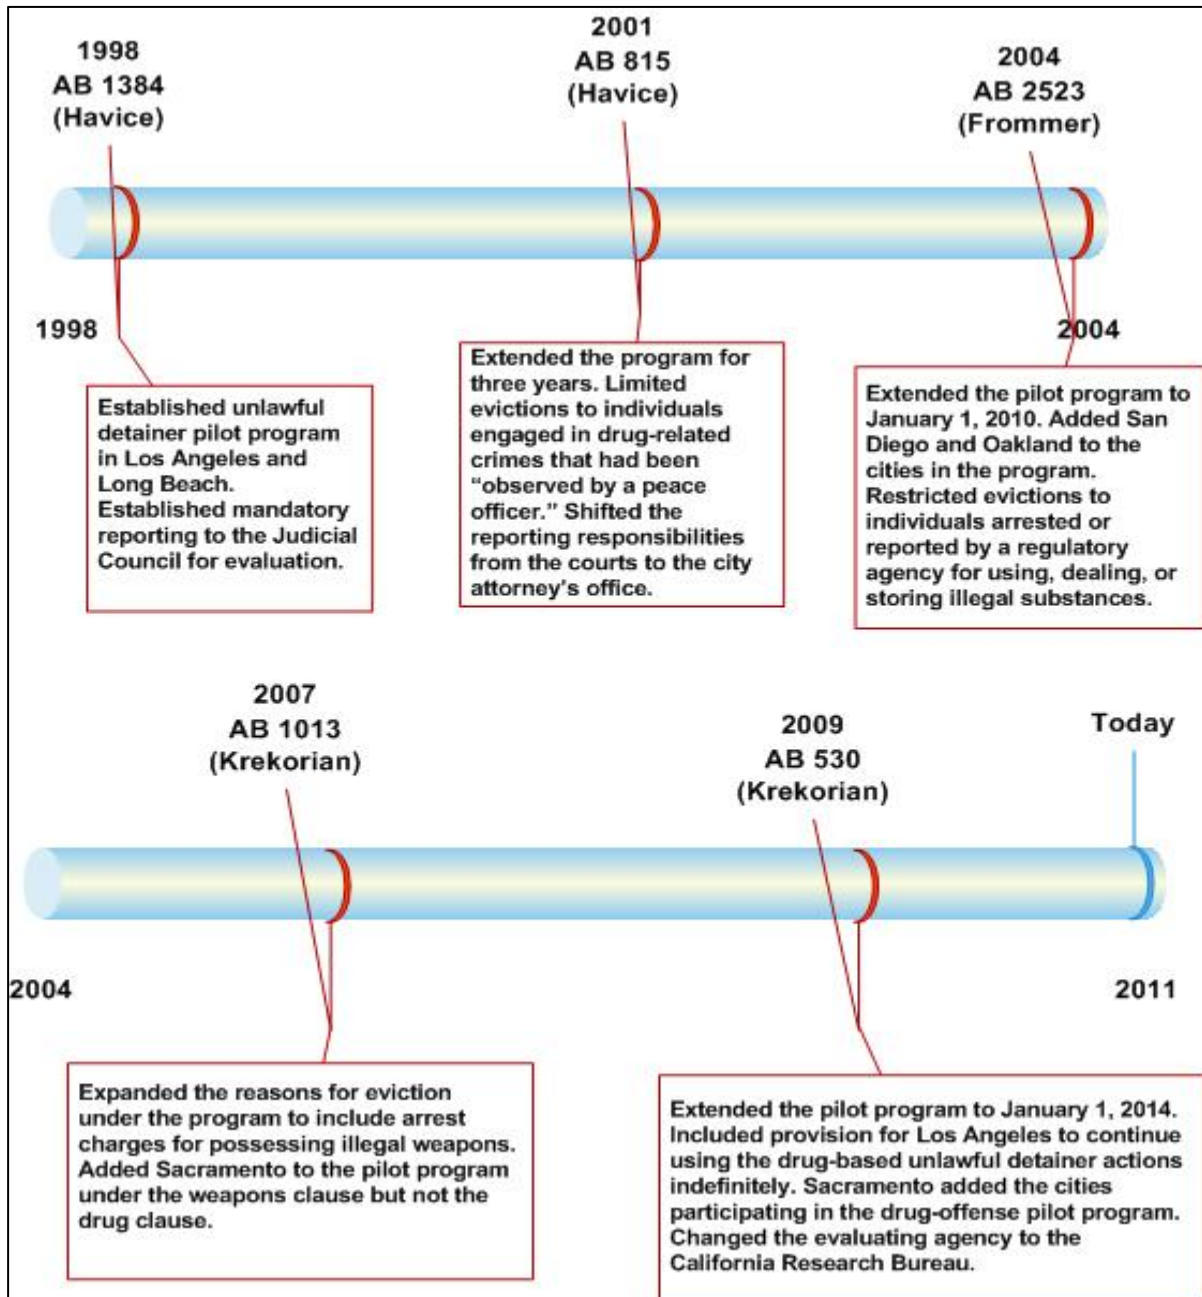 1998
AB 1384
(Havice)
2001
AB 815
(Havice)
2004
AB 2523
(Frommer)
1998
2004
Established unlawful
detainer pilot program
in Los Angeles and
Long Beach.
Established mandatory
reporting to the Judicial
Council for evaluation.
Extended the program for
three years. Limited
evictions to individuals
engaged in drug-related
crimes that had been
“observed by a peace
officer.” Shifted the
reporting responsibilities
from the courts to the city
attorney's office.
Extended the pilot program to
January 1, 2010. Added San
Diego and Oakland to the
cities in the program.
Restricted evictions to
individuals arrested or
reported by a regulatory
agency for using, dealing, or
storing illegal substances.
2007
AB 1013
(Krekorian)
2009
AB 530
(Krekorian)
Today
2004
2011
Expanded the reasons for eviction
under the program to include arrest
charges for possessing illegal weapons.
Added Sacramento to the pilot program
under the weapons clause but not the
drug clause.
Extended the pilot program to January 1, 2014.
Included provision for Los Angeles to continue
using the drug-based unlawful detainer actions
indefinitely. Sacramento added the cities
participating in the drug-offense pilot program.
Changed the evaluating agency to the
California Research Bureau.